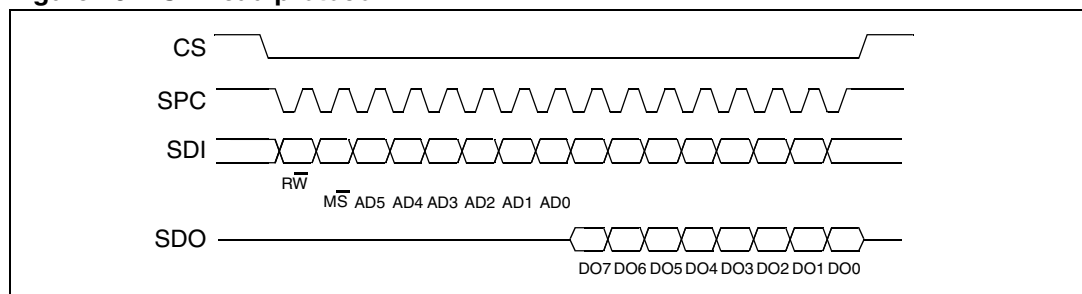 CS
SPC
SDI
RW
MS AD5 AD4 AD3 AD2 AD1 AD0
SDO
DO7 DO6 DO5 DO4 DO3 DO2 DO1 DO0